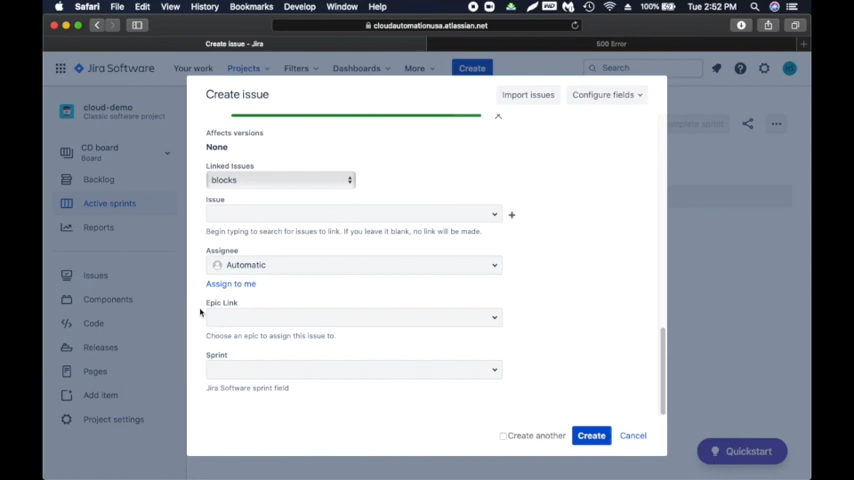 Safari File Edit View History Bookmarks Develop Window Help 100% Tue 2:52 PM
cloudautomationusa.atlassian.net
Create issue - Jira 500 Error
Jira Software Your work Projects Filters Dashboards More Create Search
Create issue Import issues Configure fields
cloud-demo
Classic software project
CD board
Board
Backlog
Active sprints
Reports
Issues
Components
Code
Releases
Pages
Add item
Project settings
Affects versions
None
Linked Issues
blocks
Issue
Begin typing to search for issues to link. If you leave it blank, no link will be made.
Assignee
Automatic
Assign to me
Epic Link
Choose an epic to assign this issue to.
Sprint
Jira Software sprint field
Create another Create Cancel
Quickstart